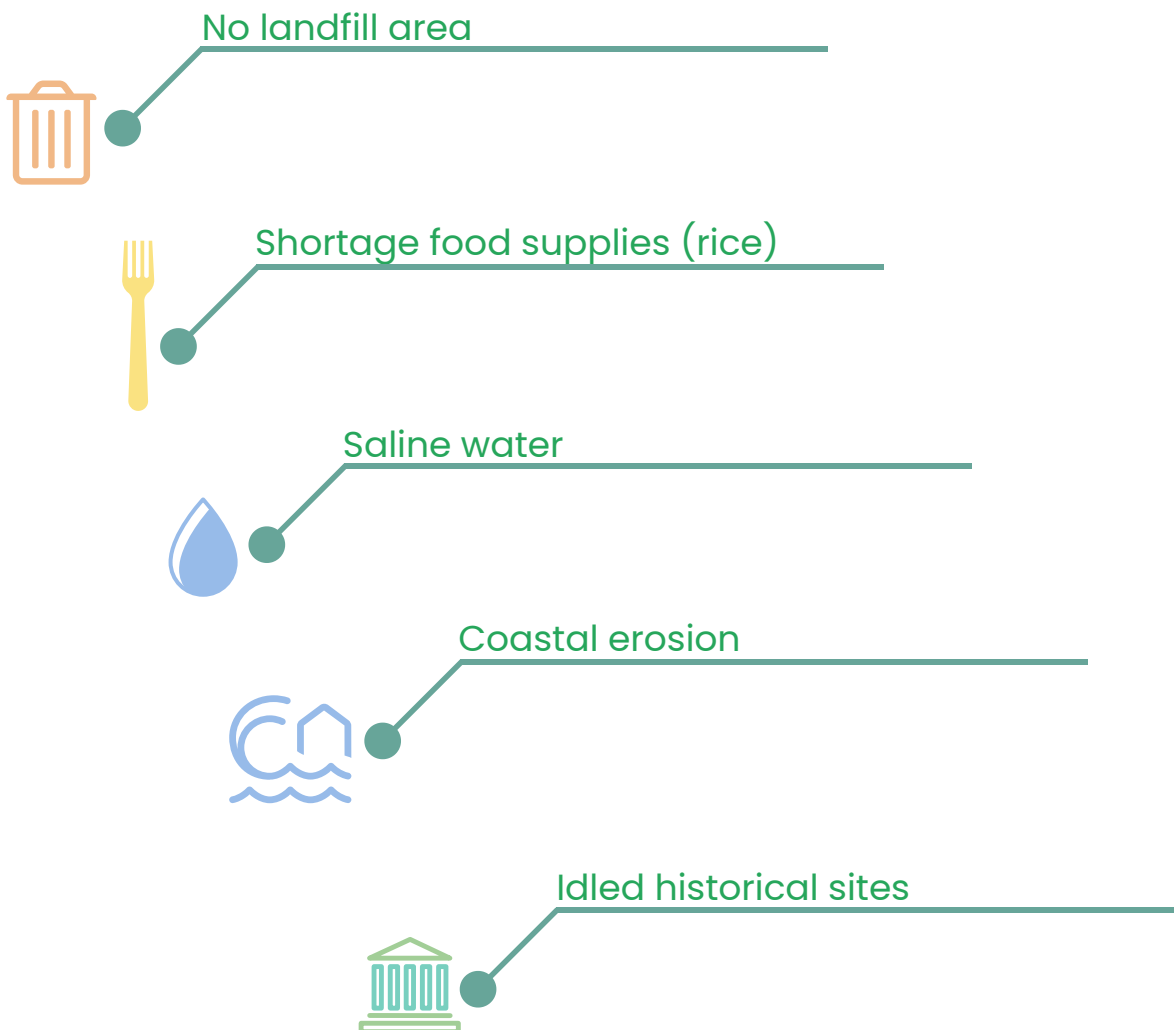 No landfill area
Shortage food supplies (rice)
Saline water
Coastal erosion
Idled historical sites